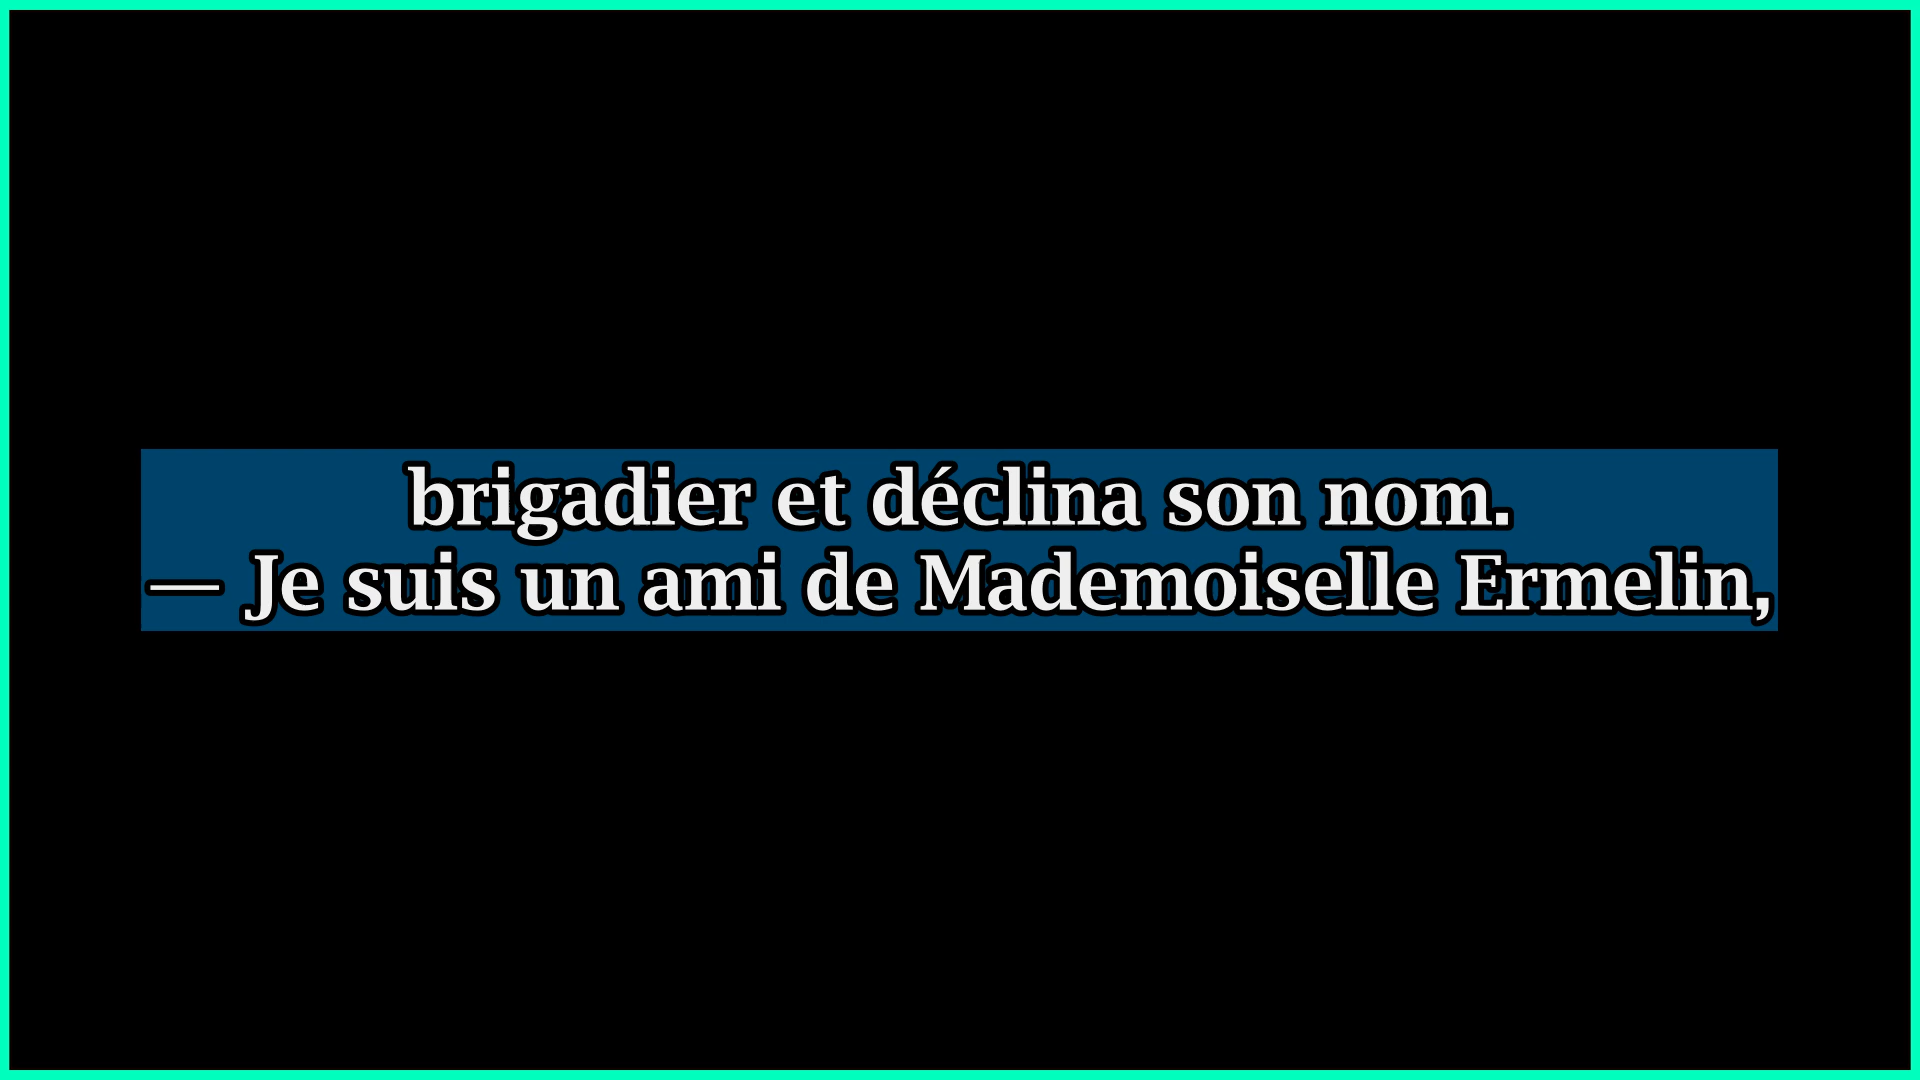 brigadier et déclina son nom.
— Je suis un ami de Mademoiselle Ermelin,